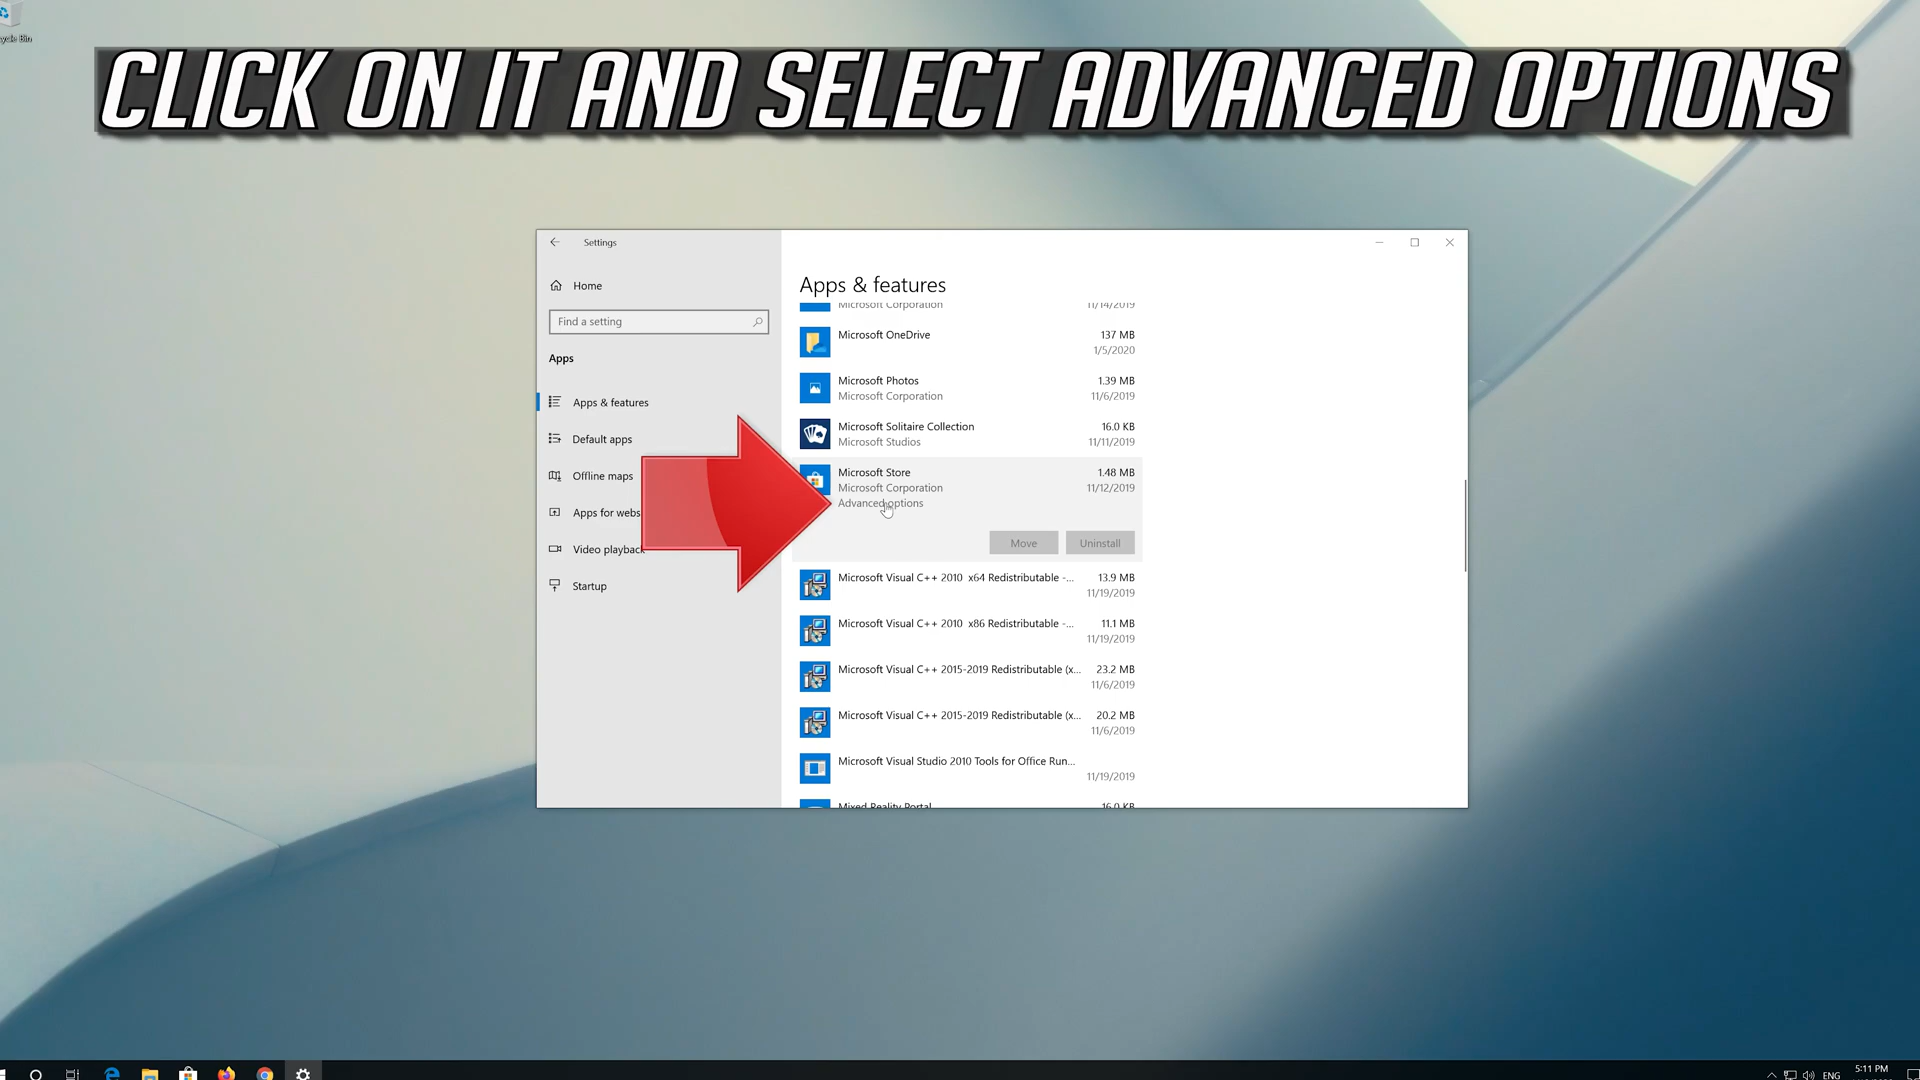 cycle Bin
CLICK ON IT AND SELECT ADVANCED OPTIONS
Settings
Home
Find a setting
Apps
Apps & features
Default apps
Offline maps
Apps for webs
Video playback
Startup
Apps & features
Microsoft Corporation 11/14/2019
Microsoft OneDrive 137 MB
1/5/2020
Microsoft Photos 1.39 MB
Microsoft Corporation 11/6/2019
Microsoft Solitaire Collection 16.0 KB
Microsoft Studios 11/11/2019
Microsoft Store 1.48 MB
Microsoft Corporation 11/12/2019
Advanced options
Move Uninstall
Microsoft Visual C++ 2010 x64 Redistributable -... 13.9 MB
11/19/2019
Microsoft Visual C++ 2010 x86 Redistributable -... 11.1 MB
11/19/2019
Microsoft Visual C++ 2015-2019 Redistributable (x... 23.2 MB
11/6/2019
Microsoft Visual C++ 2015-2019 Redistributable (x... 20.2 MB
11/6/2019
Microsoft Visual Studio 2010 Tools for Office Run...
11/19/2019
Mixed Reality Portal 16.0 KB
ENG
5:11 PM